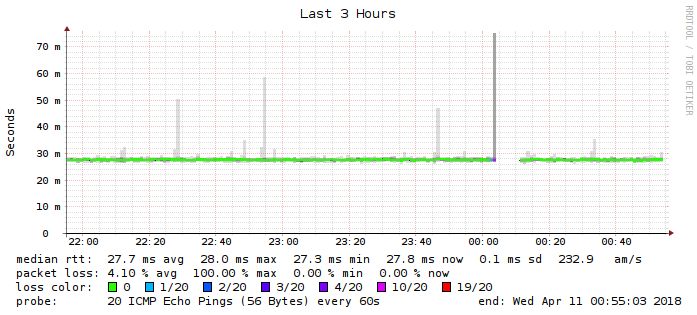 Last 3 Hours
RRDTOOL / TOBI OETIKER
Seconds
70 m
60 m
50 m
40 m
30 m
20 m
10 m
0
22:00 22:20 22:40 23:00 23:20 23:40 00:00 00:20 00:40
median rtt: 27.7 ms avg 28.0 ms max 27.3 ms min 27.8 ms now 0.1 ms sd 232.9 am/s
packet loss: 4.10 % avg 100.00 % max 0.00 % min 0.00 % now
loss color: 0 1/20 2/20 3/20 4/20 10/20 19/20
probe: 20 ICMP Echo Pings (56 Bytes) every 60s end: Wed Apr 11 00:55:03 2018